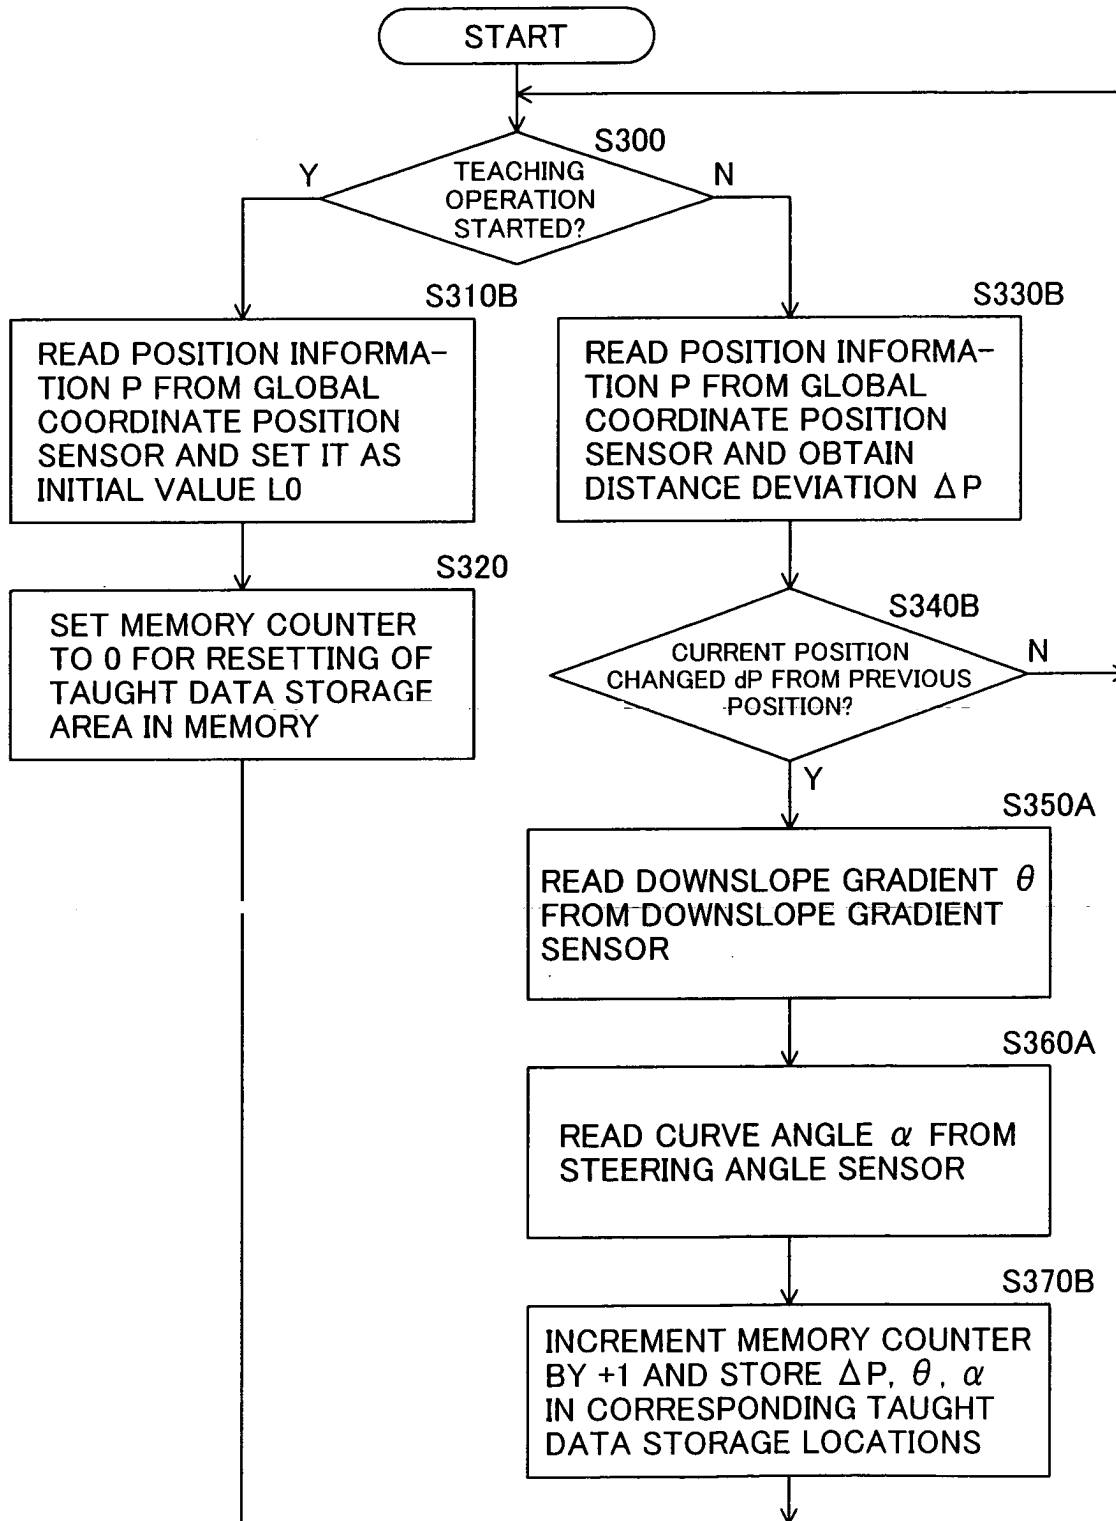 START
S300
Y
N
TEACHING
OPERATION
STARTED?
S310B
READ POSITION INFORMA-
TION P FROM GLOBAL
COORDINATE POSITION
SENSOR AND SET IT AS
INITIAL VALUE L0
S320
SET MEMORY COUNTER
TO 0 FOR RESETTING OF
TAUGHT DATA STORAGE
AREA IN MEMORY
S330B
READ POSITION INFORMA-
TION P FROM GLOBAL
COORDINATE POSITION
SENSOR AND OBTAIN
DISTANCE DEVIATION ΔP
S340B
CURRENT POSITION
CHANGED dP FROM PREVIOUS
POSITION?
N
Y
S350A
READ DOWNSLOPE GRADIENT θ
FROM DOWNSLOPE GRADIENT
SENSOR
S360A
READ CURVE ANGLE α FROM
STEERING ANGLE SENSOR
S370B
INCREMENT MEMORY COUNTER
BY +1 AND STORE ΔP, θ, α
IN CORRESPONDING TAUGHT
DATA STORAGE LOCATIONS